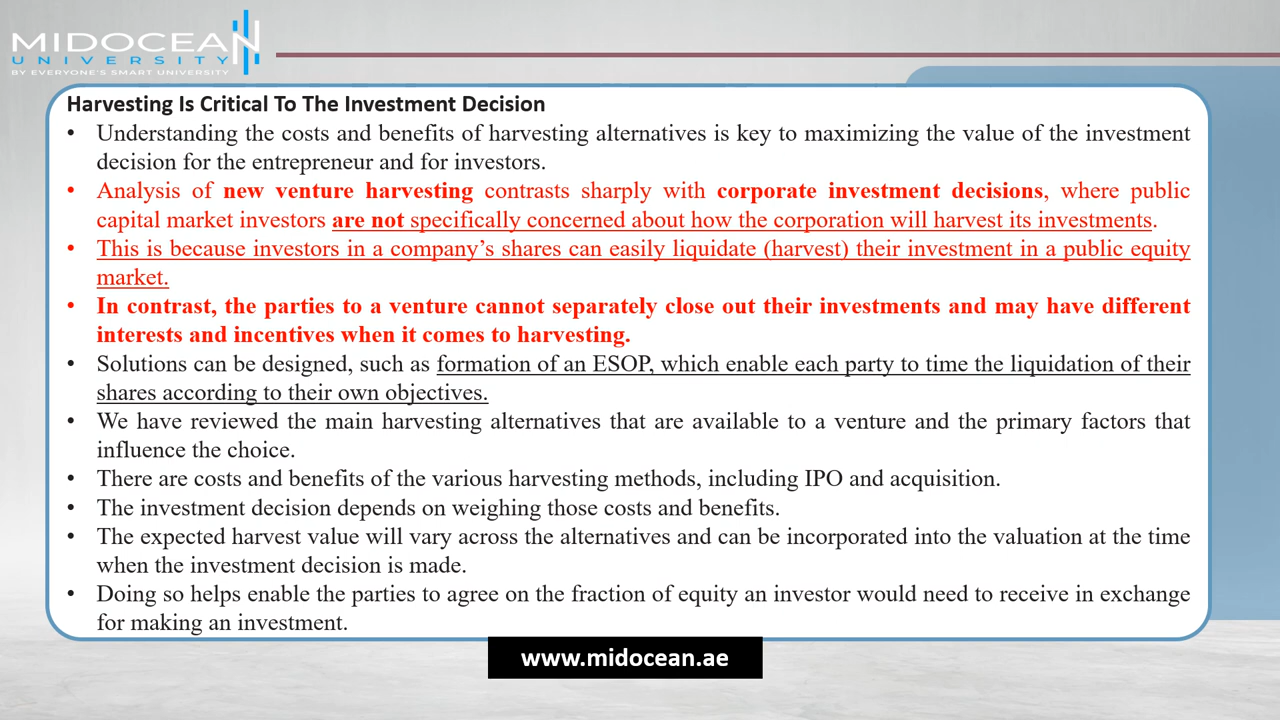 MIDOCEAN
UNIVERSITY
BY EVERYONE'S SMART UNIVERSITY
Harvesting Is Critical To The Investment Decision
• Understanding the costs and benefits of harvesting alternatives is key to maximizing the value of the investment
decision for the entrepreneur and for investors.
• Analysis of new venture harvesting contrasts sharply with corporate investment decisions, where public
capital market investors are not specifically concerned about how the corporation will harvest its investments.
• This is because investors in a company's shares can easily liquidate (harvest) their investment in a public equity
market.
• In contrast, the parties to a venture cannot separately close out their investments and may have different
interests and incentives when it comes to harvesting.
• Solutions can be designed, such as formation of an ESOP, which enable each party to time the liquidation of their
shares according to their own objectives.
• We have reviewed the main harvesting alternatives that are available to a venture and the primary factors that
influence the choice.
• There are costs and benefits of the various harvesting methods, including IPO and acquisition.
• The investment decision depends on weighing those costs and benefits.
• The expected harvest value will vary across the alternatives and can be incorporated into the valuation at the time
when the investment decision is made.
• Doing so helps enable the parties to agree on the fraction of equity an investor would need to receive in exchange
for making an investment.
www.midocean.ae